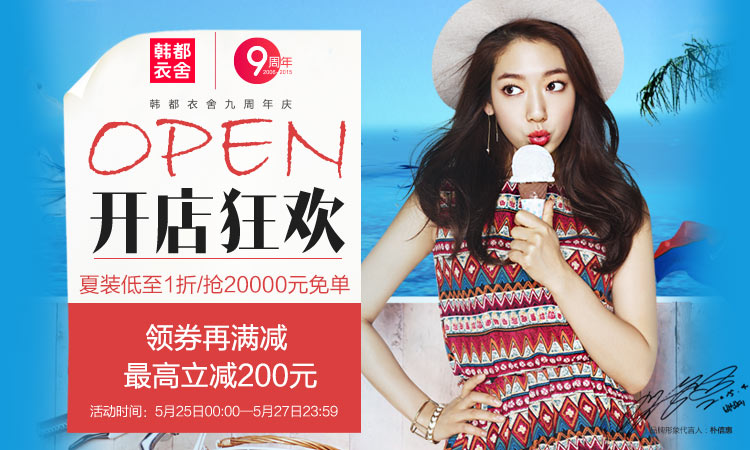 韩都
衣舍
9周年
2006-2015
韩都衣舍九周年庆
OPEN
开店狂欢
夏装低至1折/抢20000元免单
领券再满减
最高立减200元
活动时间：5月25日00:00—5月27日23:59
品牌形象代言人：朴信惠